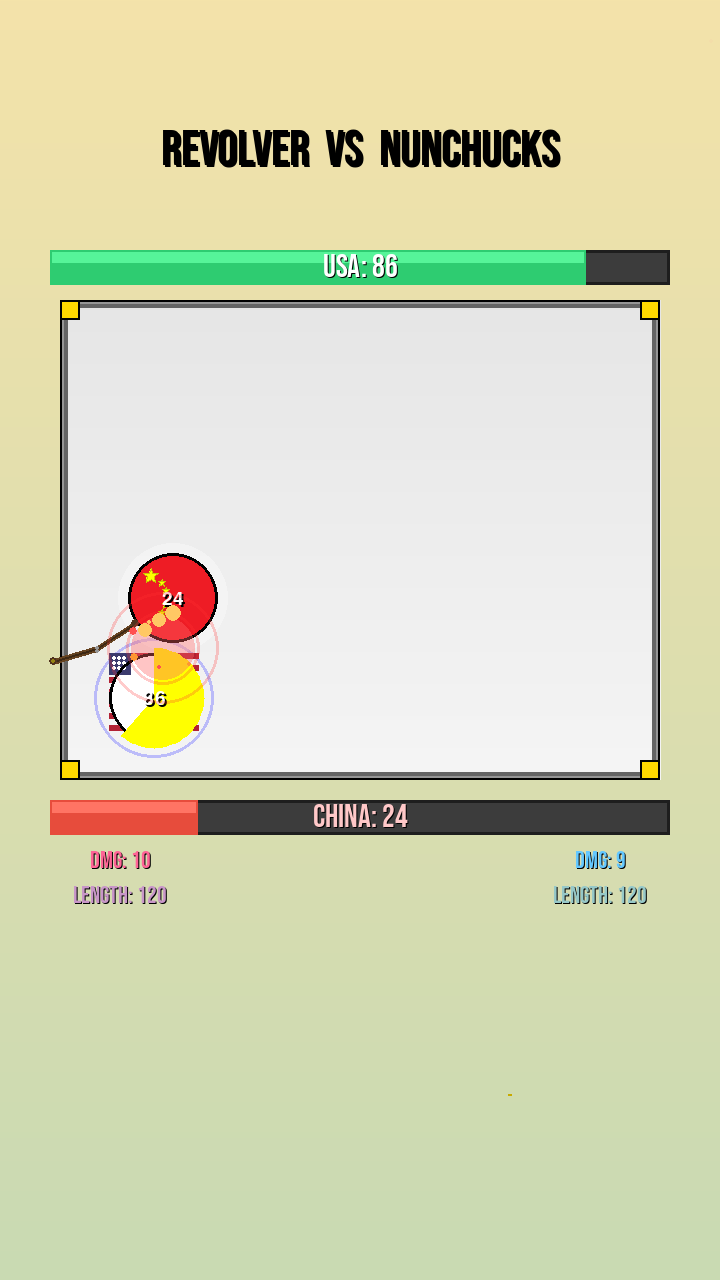 REVOLVER VS NUNCHUCKS
USA: 86
24
86
CHINA: 24
DMG: 10
DMG: 9
LENGTH: 120
LENGTH: 120